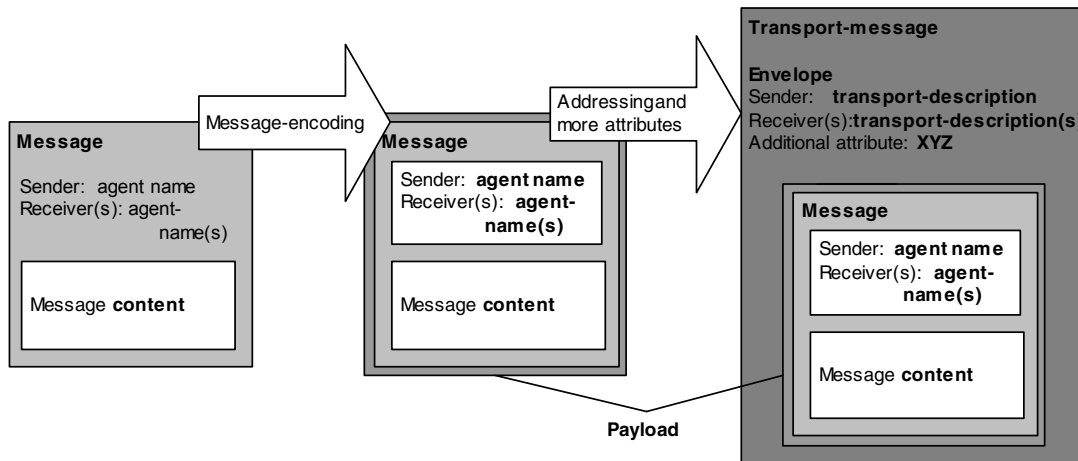 Message
Sender: agent name
Receiver(s): agent-
name(s)
Message content
Message-encoding
Message
Sender: agent name
Receiver(s): agent-
name(s)
Message content
Addressingand
more attributes
Transport-message
Envelope
Sender: transport-description
Receiver(s):transport-description(s
Additional attribute: XYZ
Message
Sender: agent name
Receiver(s): agent-
name(s)
Message content
Payload